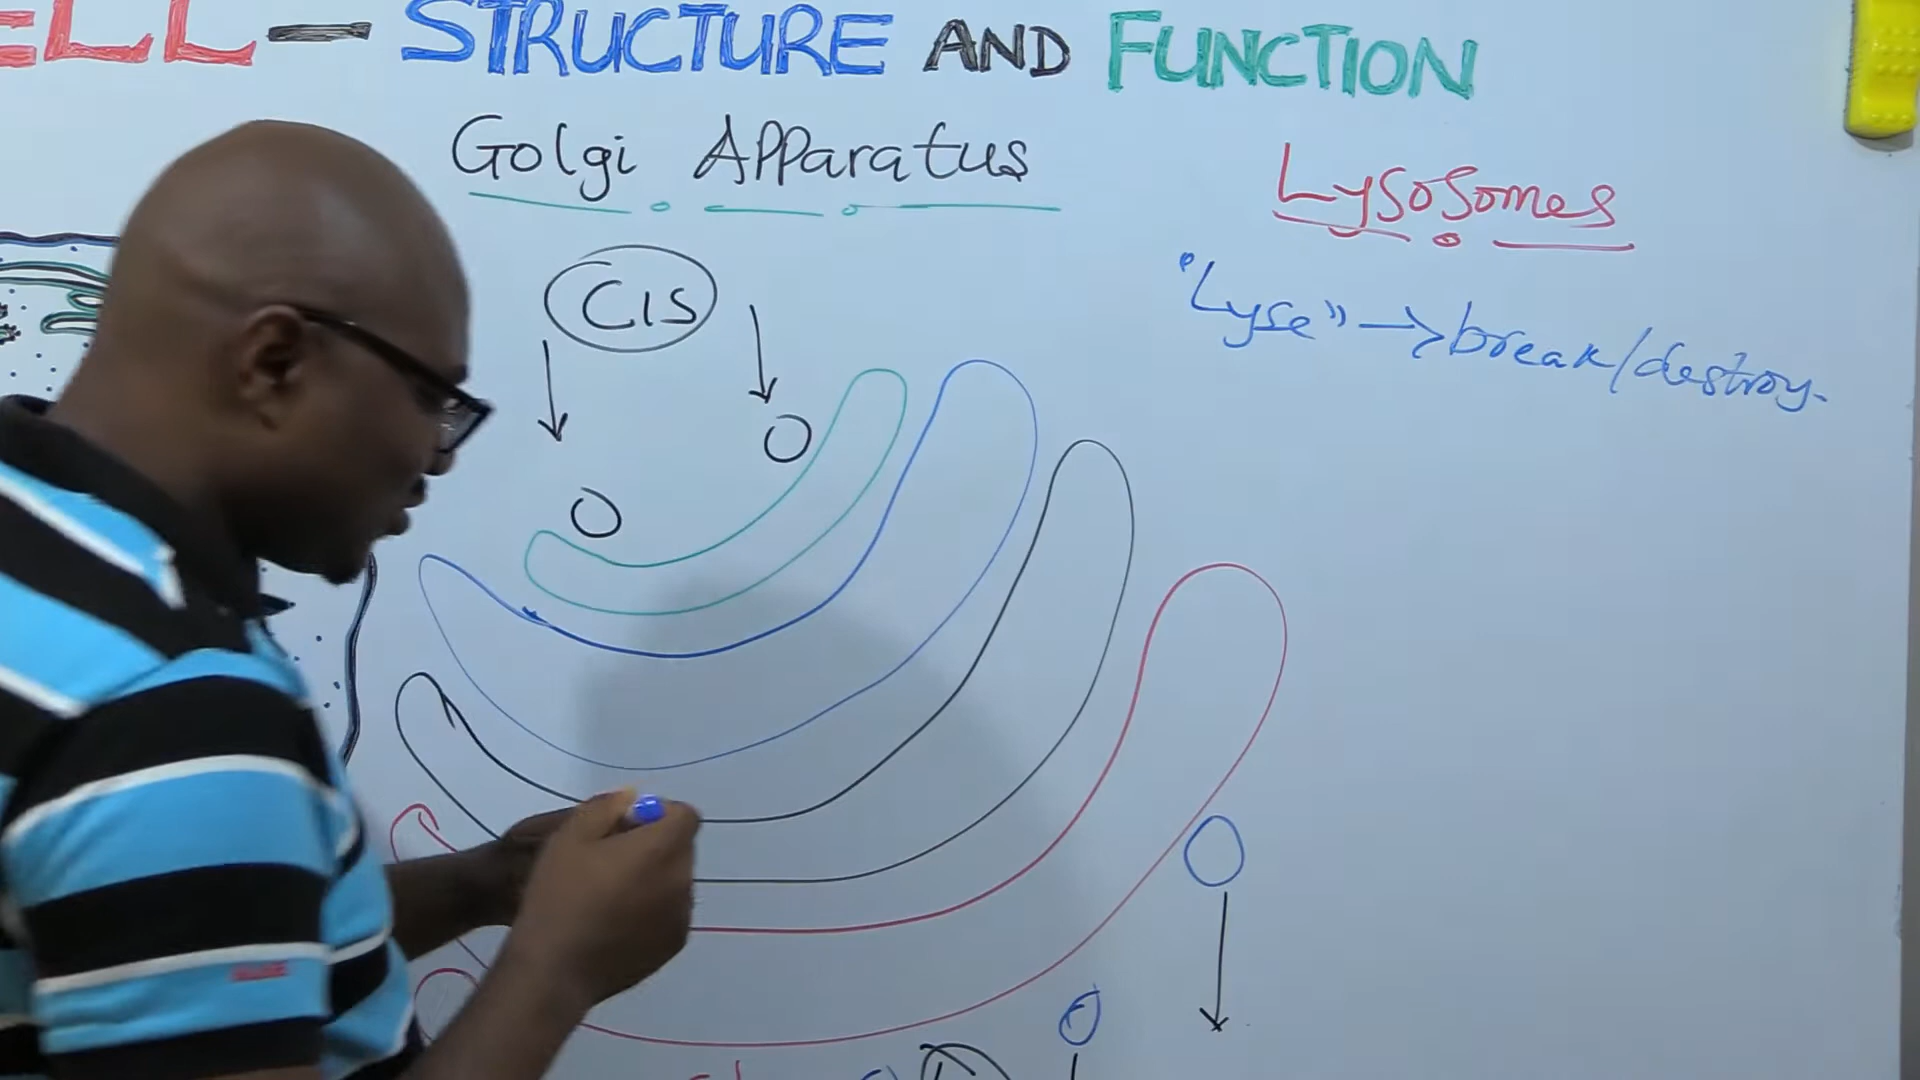 ELL – STRUCTURE AND FUNCTION
Golgi Apparatus
Lysosomes
CIS
"Lyse" → break/destroy.